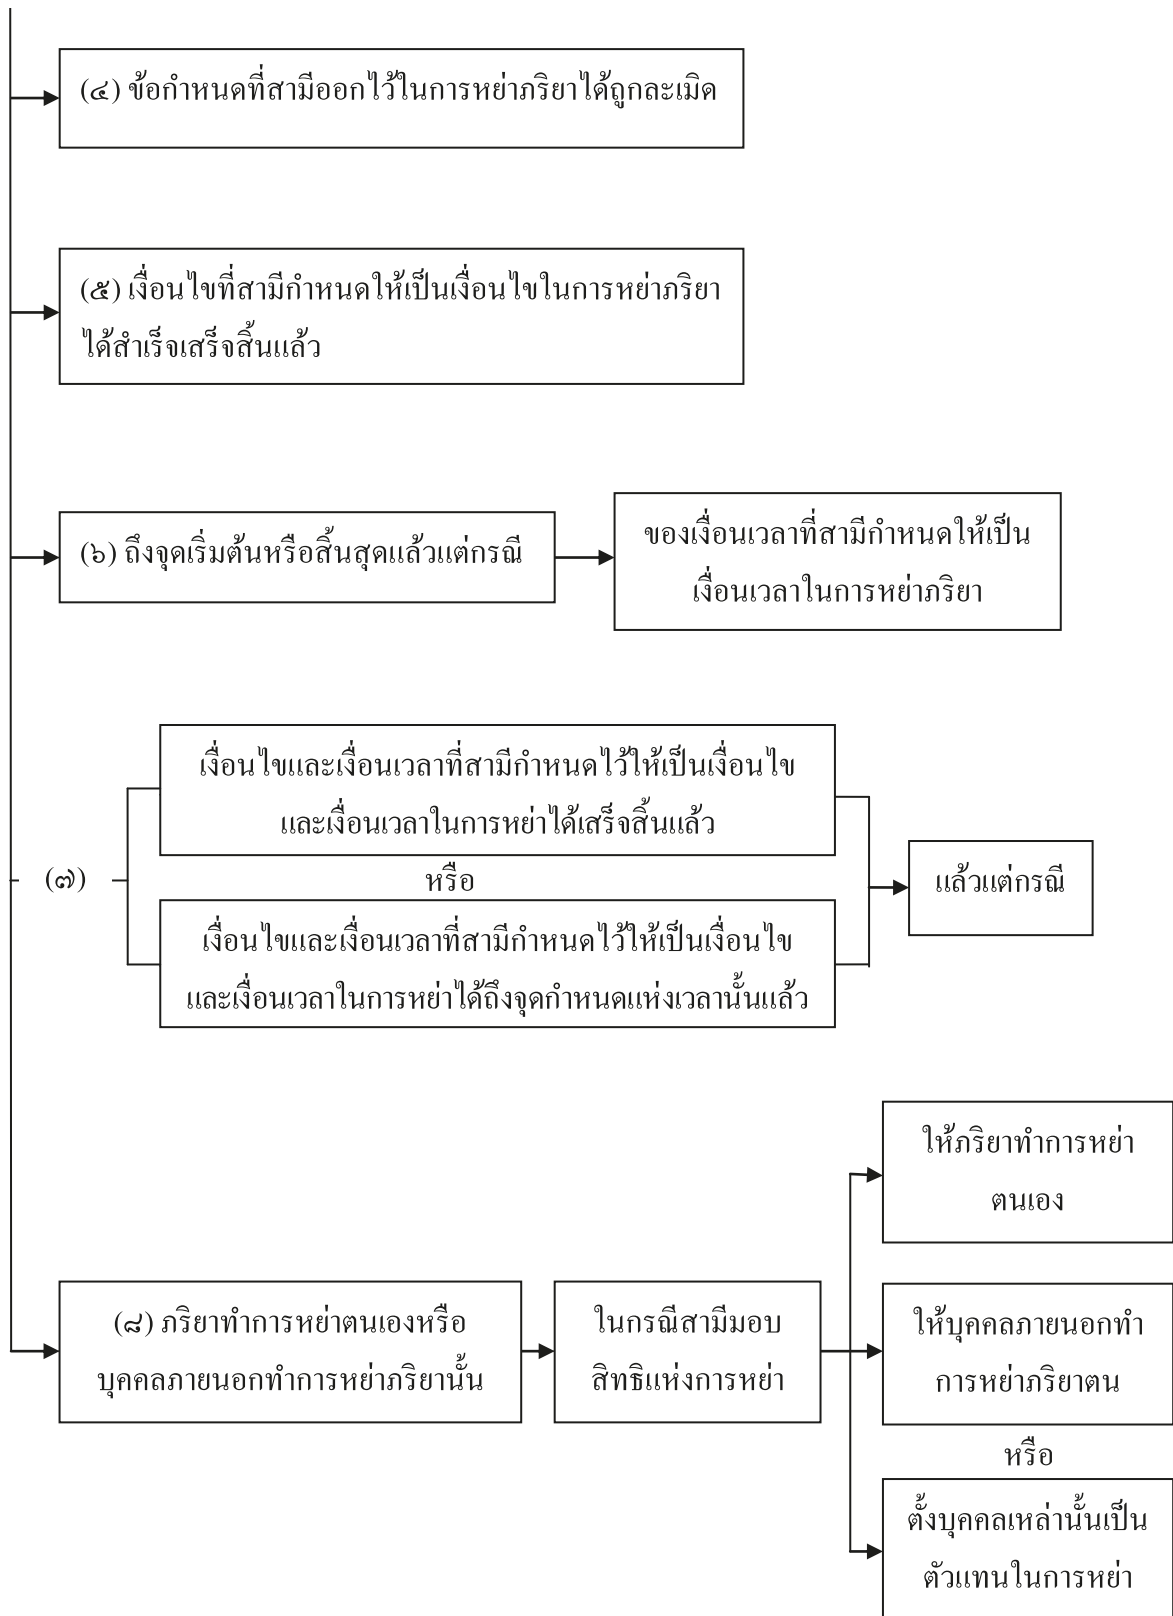 (๔) ข้อกำหนดที่สามีออกไว้ในการหย่าภริยาได้ถูกละเมิด
(๕) เงื่อนไขที่สามีกำหนดให้เป็นเงื่อนไขในการหย่าภริยา
ได้สำเร็จเสร็จสิ้นแล้ว
(๖) ถึงจุดเริ่มต้นหรือสิ้นสุดแล้วแต่กรณี
ของเงื่อนเวลาที่สามีกำหนดให้เป็น
เงื่อนเวลาในการหย่าภริยา
(๗)
เงื่อนไขและเงื่อนเวลาที่สามีกำหนดไว้ให้เป็นเงื่อนไข
และเงื่อนเวลาในการหย่าได้เสร็จสิ้นแล้ว
หรือ
เงื่อนไขและเงื่อนเวลาที่สามีกำหนดไว้ให้เป็นเงื่อนไข
และเงื่อนเวลาในการหย่าได้ถึงจุดกำหนดแห่งเวลานั้นแล้ว
แล้วแต่กรณี
(๘) ภริยาทำการหย่าตนเองหรือ
บุคคลภายนอกทำการหย่าภริยานั้น
ในกรณีสามีมอบ
สิทธิแห่งการหย่า
ให้ภริยาทำการหย่า
ตนเอง
ให้บุคคลภายนอกทำ
การหย่าภริยาตน
หรือ
ตั้งบุคคลเหล่านั้นเป็น
ตัวแทนในการหย่า